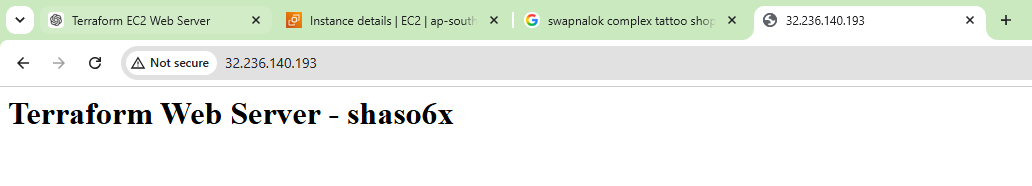 Terraform EC2 Web Server
Instance details | EC2 | ap-south
swapnalok complex tattoo shop
32.236.140.193
Not secure
32.236.140.193
Terraform Web Server - shaso6x